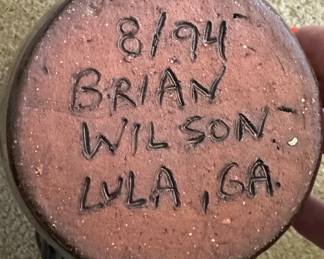 8/94
BRIAN
WILSON
LULA, GA.